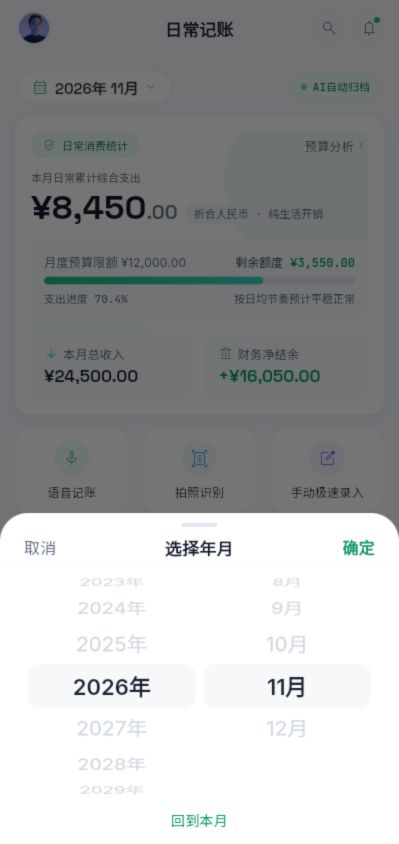 日常记账
2026年 11月
AI自动归档
日常消费统计
预算分析
本月日常累计综合支出
¥8,450.00
折合人民币 · 纯生活开销
月度预算限额 ¥12,000.00
剩余额度 ¥3,550.00
支出进度 70.4%
按日均节奏预计平稳正常
本月总收入
¥24,500.00
财务净结余
+¥16,050.00
语音记账
拍照识别
手动极速录入
取消
选择年月
确定
2023年 8月
2024年 9月
2025年 10月
2026年 11月
2027年 12月
2028年
2029年
回到本月